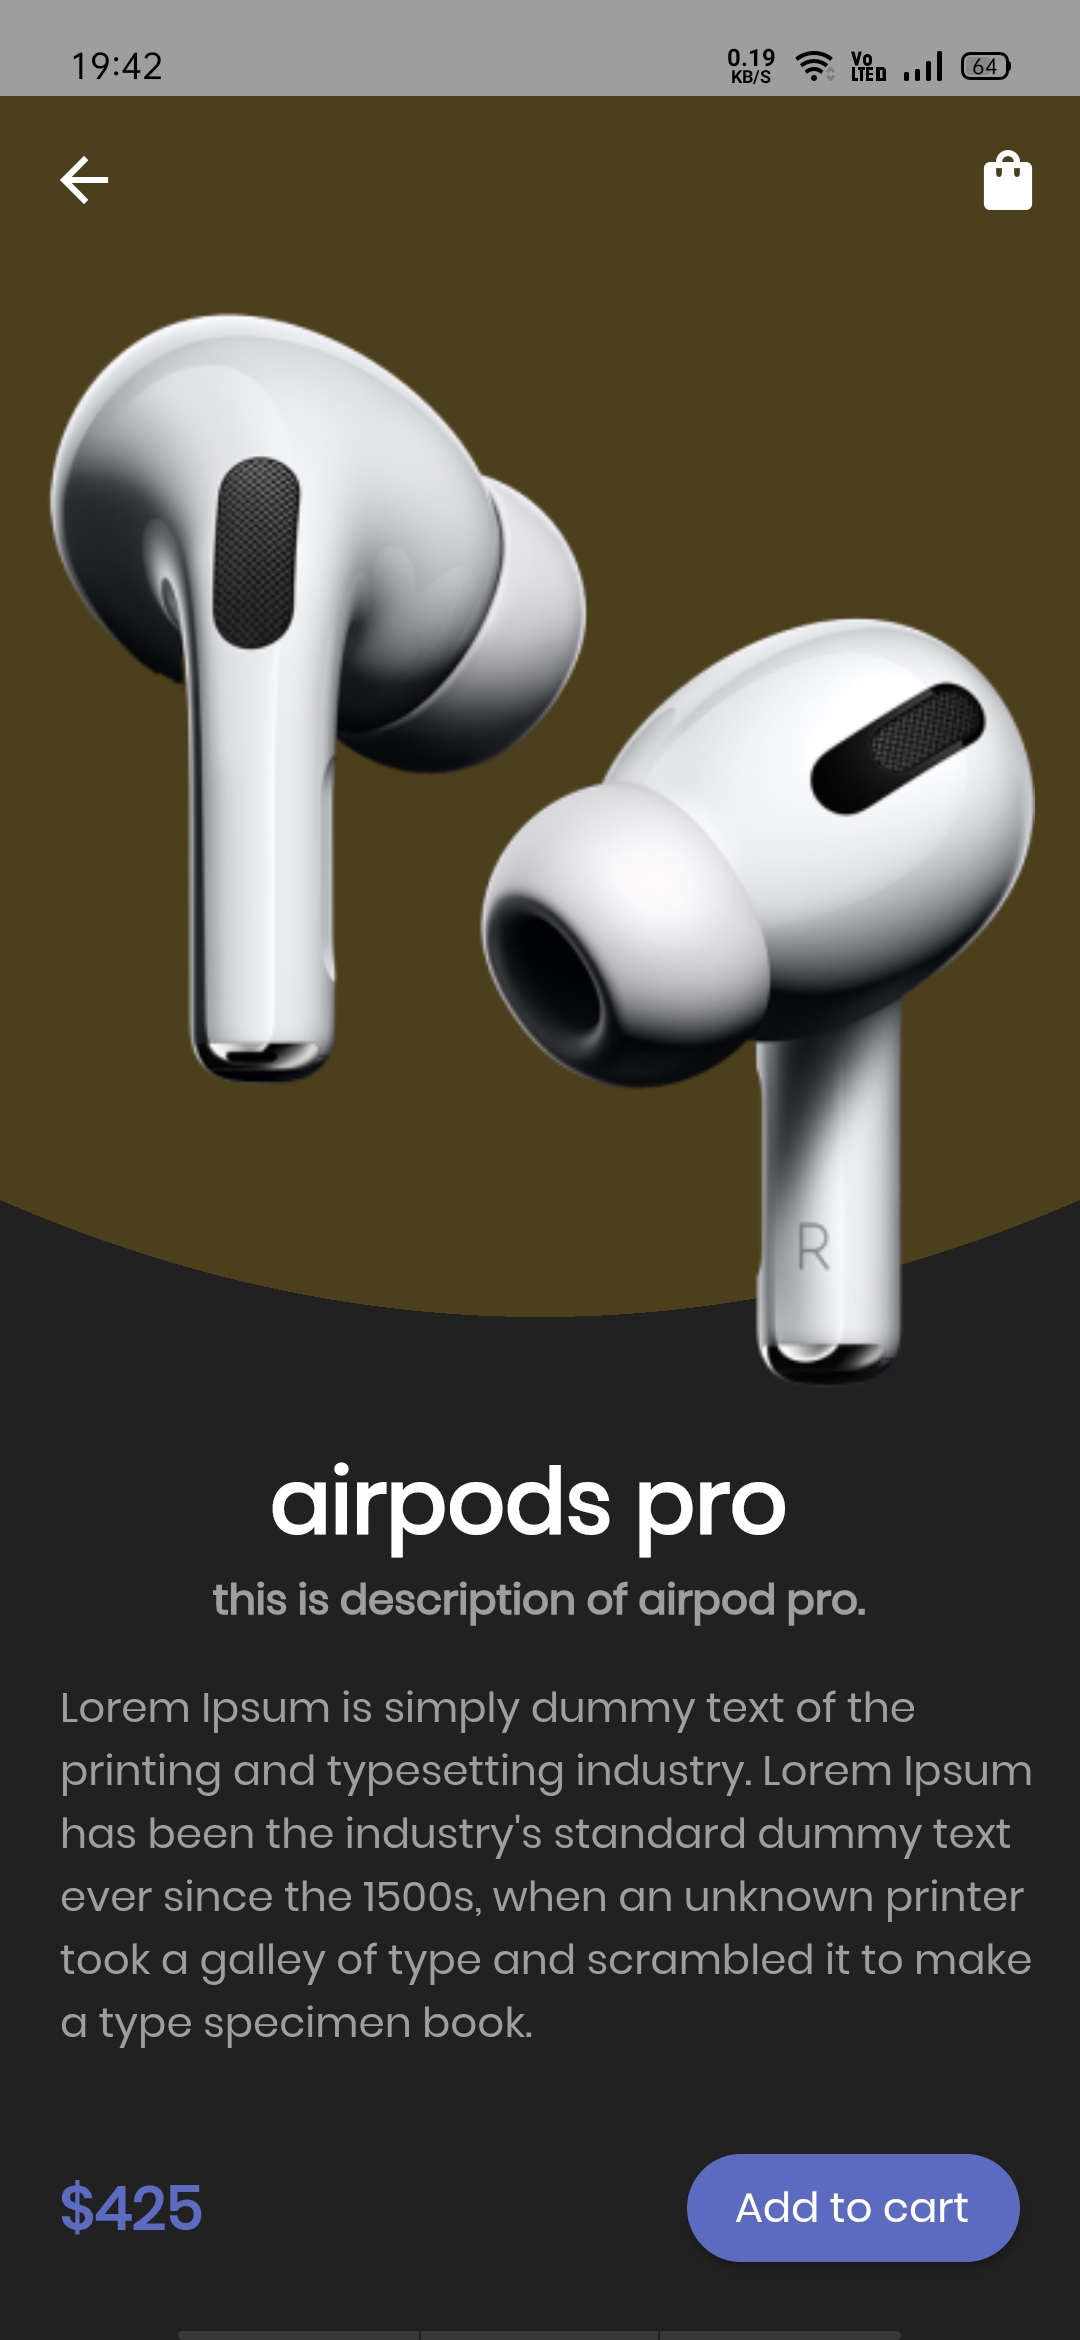 19:42
0.19
KB/S
Vo
LTE
64
R
airpods pro
this is description of airpod pro.
Lorem Ipsum is simply dummy text of the
printing and typesetting industry. Lorem Ipsum
has been the industry's standard dummy text
ever since the 1500s, when an unknown printer
took a galley of type and scrambled it to make
a type specimen book.
$425
Add to cart